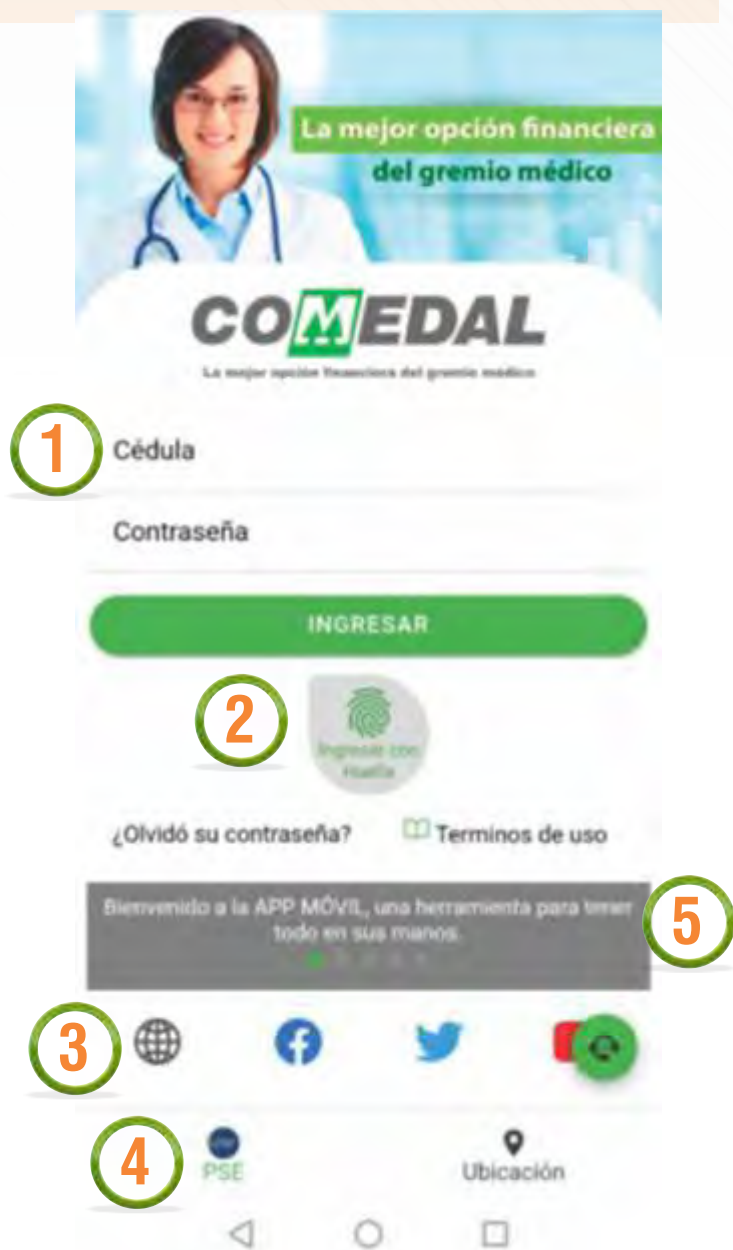 La mejor opción financiera
del gremio médico
COMEDAL
La mejor opción financiera del gremio médico
1
Cédula
Contraseña
INGRESAR
2
Ingresar con
Huella
¿Olvidó su contraseña?
Terminos de uso
Bienvenido a la APP MÓVIL, una herramienta para tener
todo en sus manos.
5
3
4
PSE
Ubicación